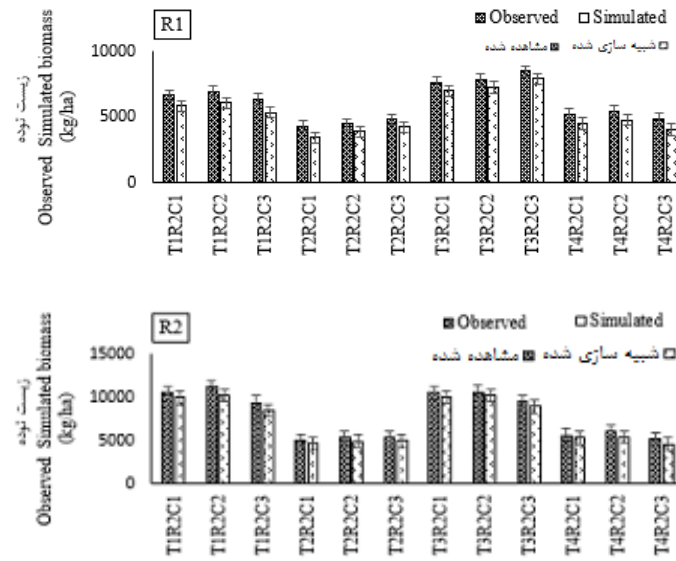 R1
Observed Simulated
مشاهده شده شبیه سازی شده
زیست توده
Observed Simulated biomass
(kg/ha)
10000
5000
0
T1R2C1 T1R2C2 T1R2C3 T2R2C1 T2R2C2 T2R2C3 T3R2C1 T3R2C2 T3R2C3 T4R2C1 T4R2C2 T4R2C3
R2
Observed Simulated
مشاهده شده شبیه سازی شده
زیست توده
Observed Simulated biomass
(kg/ha)
15000
10000
5000
0
T1R2C1 T1R2C2 T1R2C3 T2R2C1 T2R2C2 T2R2C3 T3R2C1 T3R2C2 T3R2C3 T4R2C1 T4R2C2 T4R2C3